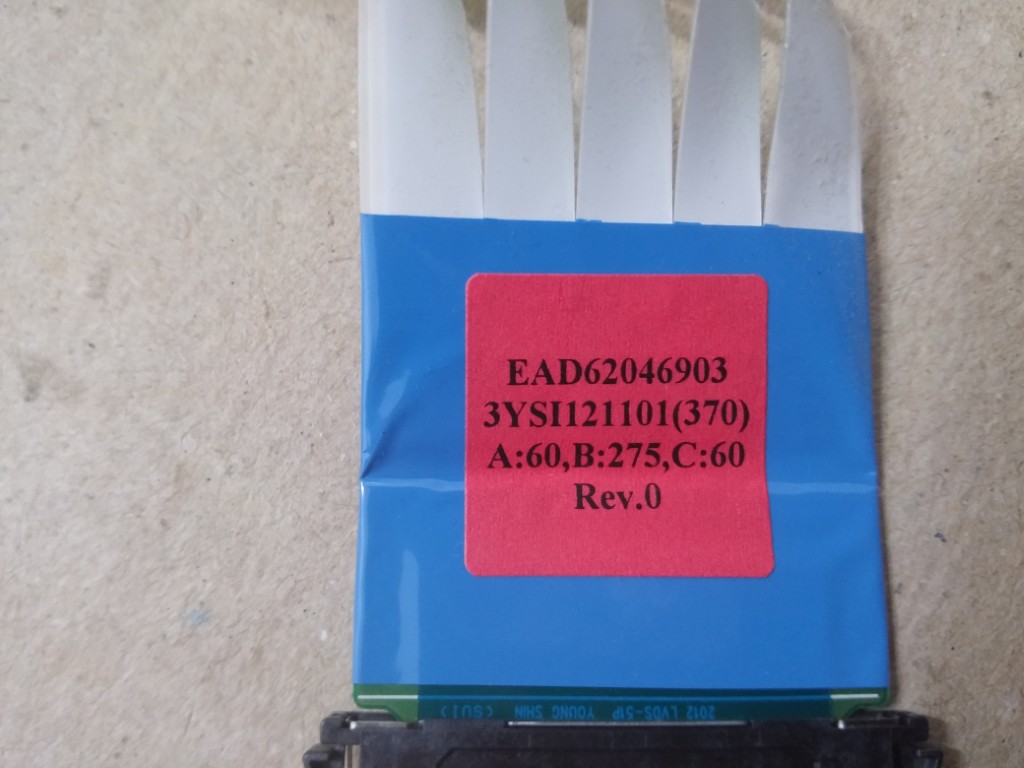 EAD62046903
3YSI121101(370)
A:60,B:275,C:60
Rev.0
2012 LVDS-51P YOUNG SHIN (SUI)